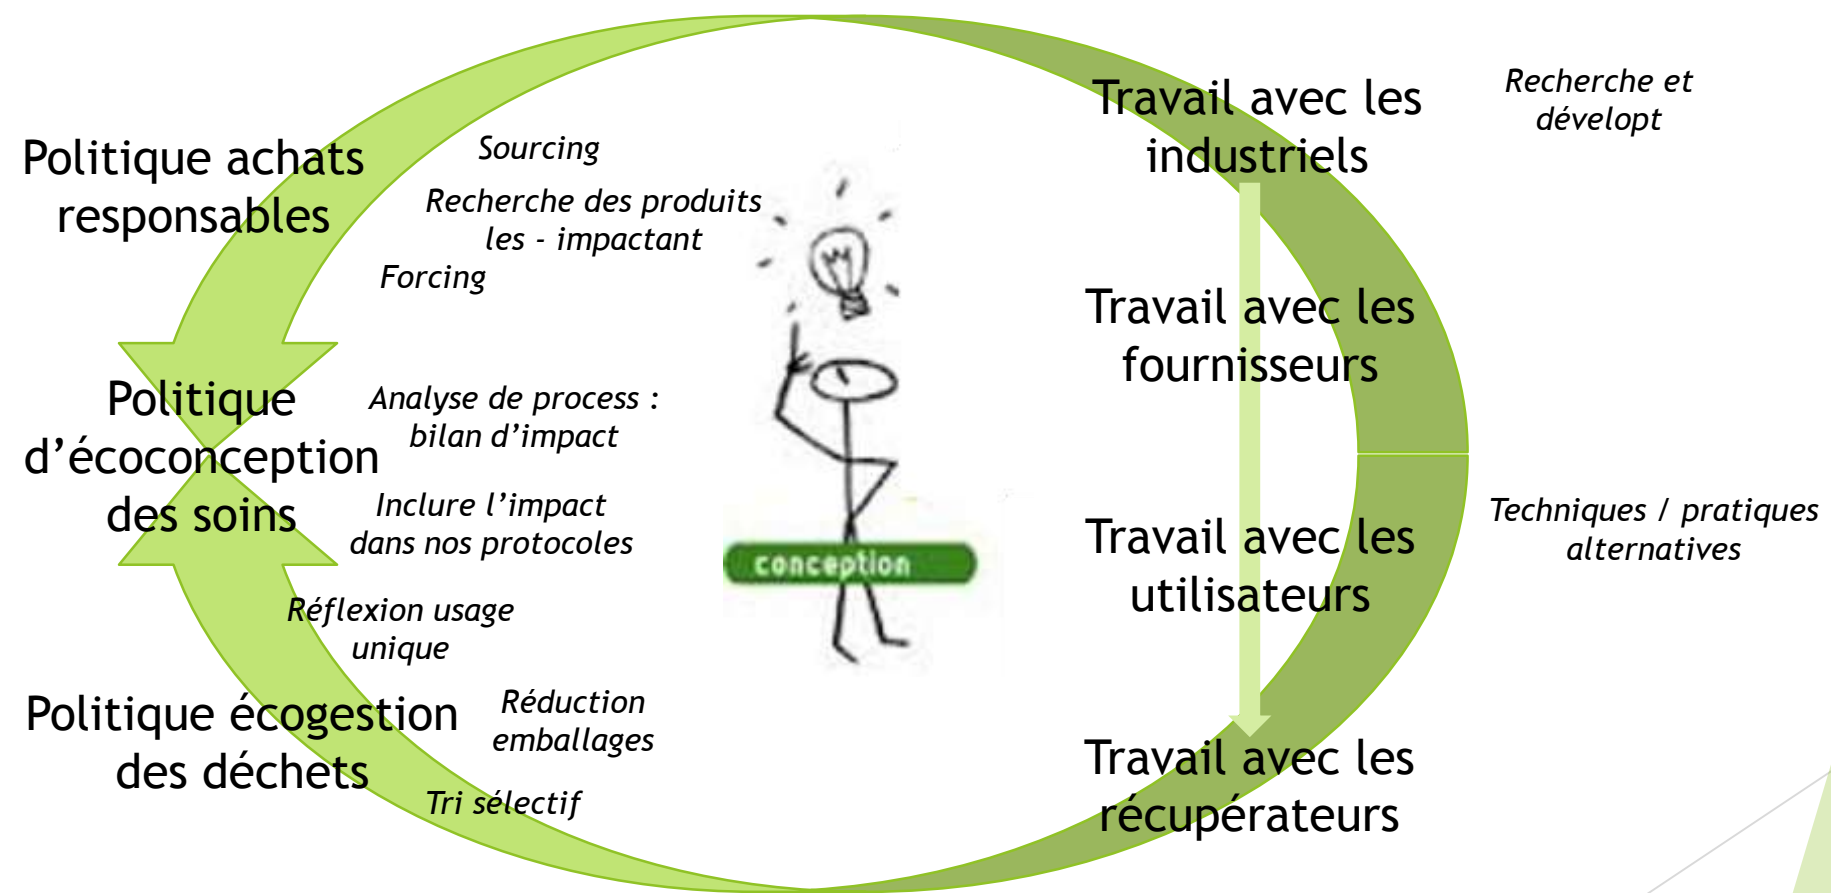 Politique achats
responsables
Sourcing
Recherche des produits
les - impactant
Forcing
Politique
d’écoconception
des soins
Analyse de process :
bilan d’impact
Inclure l’impact
dans nos protocoles
Réflexion usage
unique
Politique écogestion
des déchets
Réduction
emballages
Tri sélectif
conception
Travail avec les
industriels
Recherche et
développt
Travail avec les
fournisseurs
Travail avec les
utilisateurs
Techniques / pratiques
alternatives
Travail avec les
récupérateurs